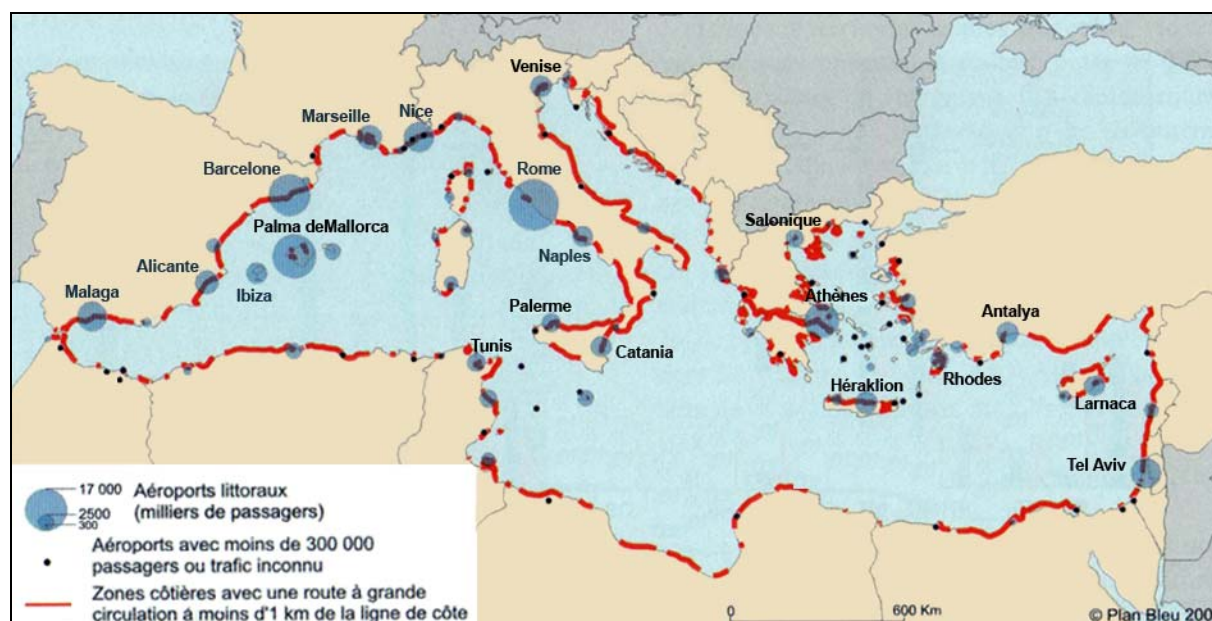 Venise
Marseille
Nice
Barcelone
Rome
Palma deMallorca
Salonique
Naples
Alicante
Ibiza
Malaga
Athènes
Palerme
Antalya
Tunis
Catania
Héraklion
Rhodes
Larnaca
Tel Aviv
17 000
2500
300
Aéroports littoraux
(milliers de passagers)
Aéroports avec moins de 300 000
passagers ou trafic inconnu
Zones côtières avec une route à grande
circulation à moins d'1 km de la ligne de côte
0 600 Km
© Plan Bleu 200